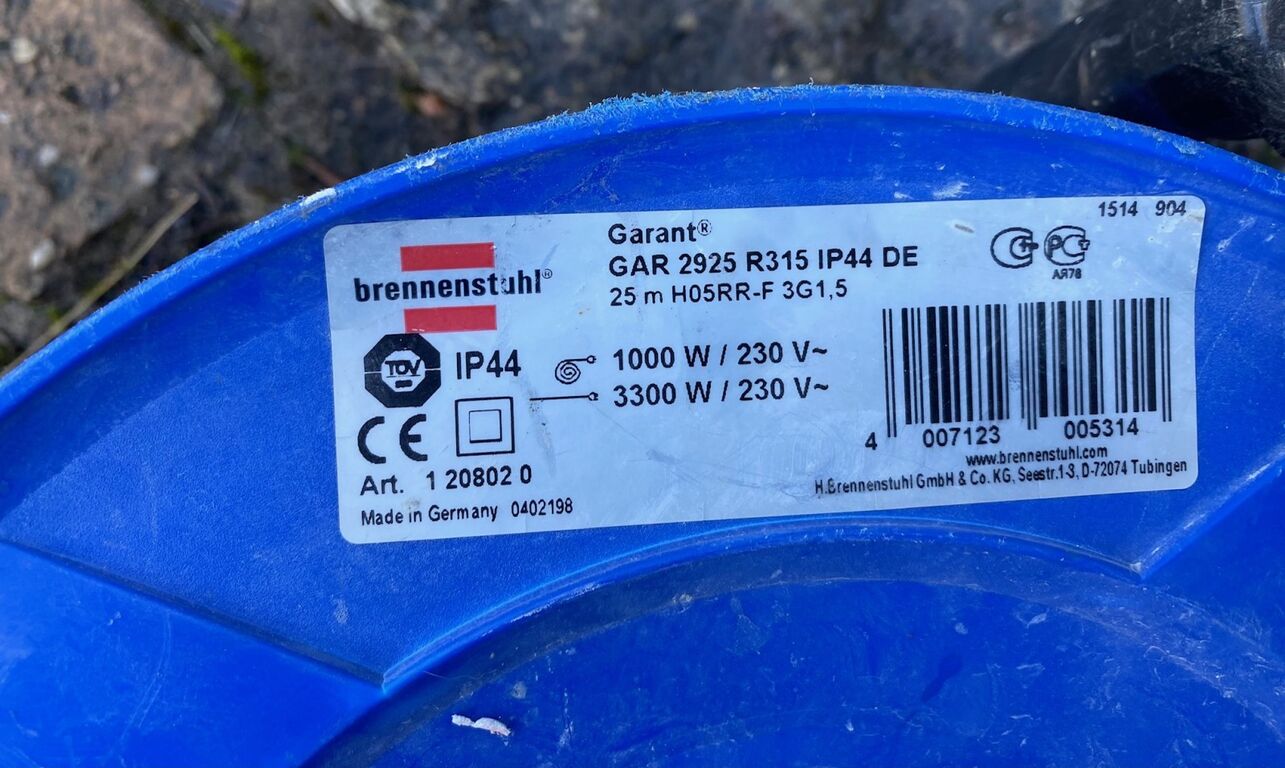 1514 904
Garant®
GAR 2925 R315 IP44 DE
25 m H05RR-F 3G1,5
brennenstuhl®
TÜV
IP44
1000 W / 230 V~
3300 W / 230 V~
CE
АЯ78
4 007123 005314
www.brennenstuhl.com
H.Brennenstuhl GmbH & Co. KG, Seestr.1-3, D-72074 Tubingen
Art. 1 20802 0
Made in Germany 0402198